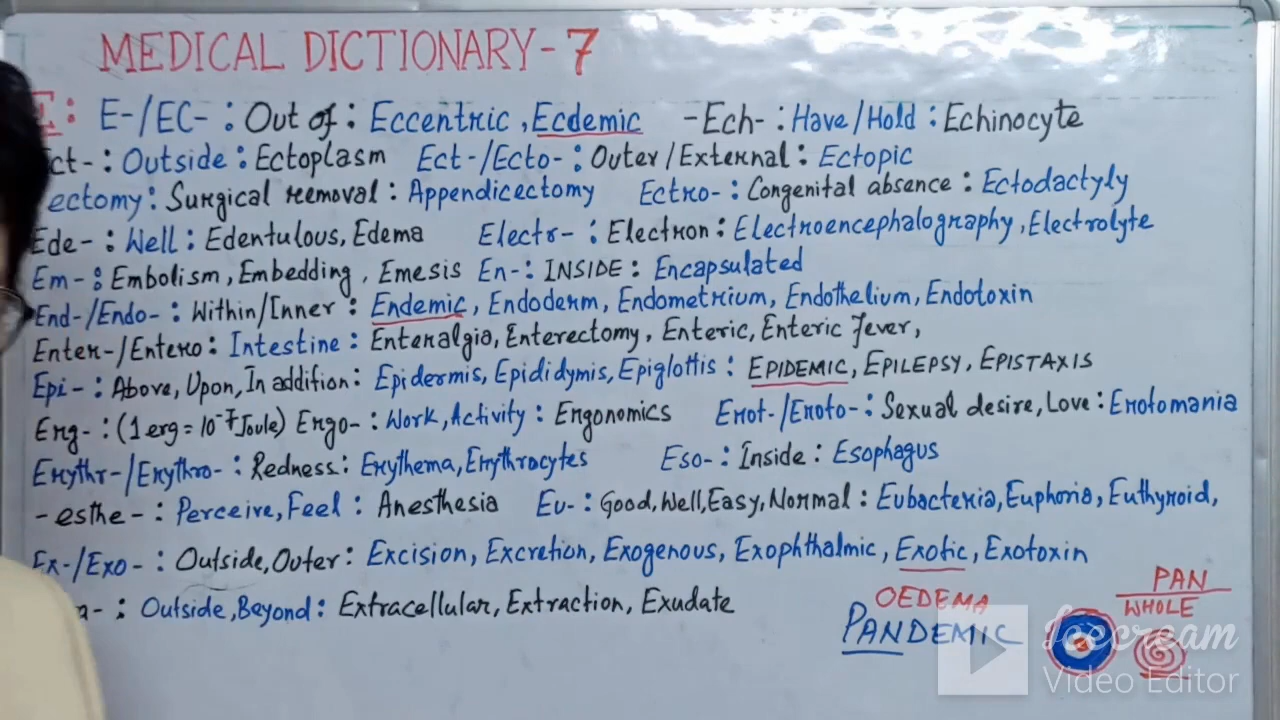 MEDICAL DICTIONARY-7
E: E-/EC- : Out of : Eccentric, Ecdemic -Ech- : Have/Hold : Echinocyte
ct- : Outside : Ectoplasm Ect-/Ecto- : Outer/External : Ectopic
ectomy : Surgical removal : Appendicectomy Ectro- : Congenital absence : Ectodactyly
Ede- : Well : Edentulous, Edema Electr- : Electron : Electroencephalography, Electrolyte
Em- : Embolism, Embedding, Emesis En- : INSIDE : Encapsulated
End-/Endo- : Within/Inner : Endemic, Endoderm, Endometrium, Endothelium, Endotoxin
Enter-/Entero : Intestine : Enteralgia, Enterectomy, Enteric, Enteric Fever,
Epi- : Above, Upon, In addition : Epidermis, Epididymis, Epiglottis : EPIDEMIC, EPILEPSY, EPISTAXIS
Erg- : (1 erg = 10⁻⁷ Joule) Ergo- : Work, Activity : Ergonomics Erot-/Eroto- : Sexual desire, Love : Erotomania
Erythr-/Erythro- : Redness : Erythema, Erythrocytes Eso- : Inside : Esophagus
-esthe- : Perceive, Feel : Anesthesia Eu- : Good, Well, Easy, Normal : Eubacteria, Euphoria, Euthyroid,
Ex-/Exo- : Outside, Outer : Excision, Excretion, Exogenous, Exophthalmic, Exotic, Exotoxin
a- : Outside, Beyond : Extracellular, Extraction, Exudate
OEDEMA
PANDEMIC
PAN
WHOLE
Icecream
Video Editor